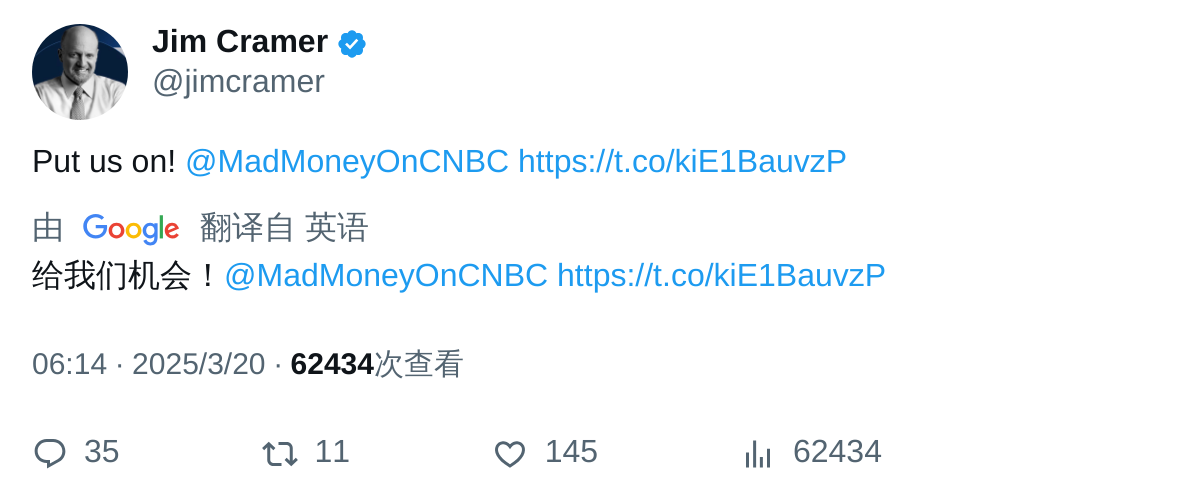 Jim Cramer
@jimcramer
Put us on! @MadMoneyOnCNBC https://t.co/kiE1BauvzP
由 Google 翻译自 英语
给我们机会！@MadMoneyOnCNBC https://t.co/kiE1BauvzP
06:14 · 2025/3/20 · 62434次查看
35 11 145 62434